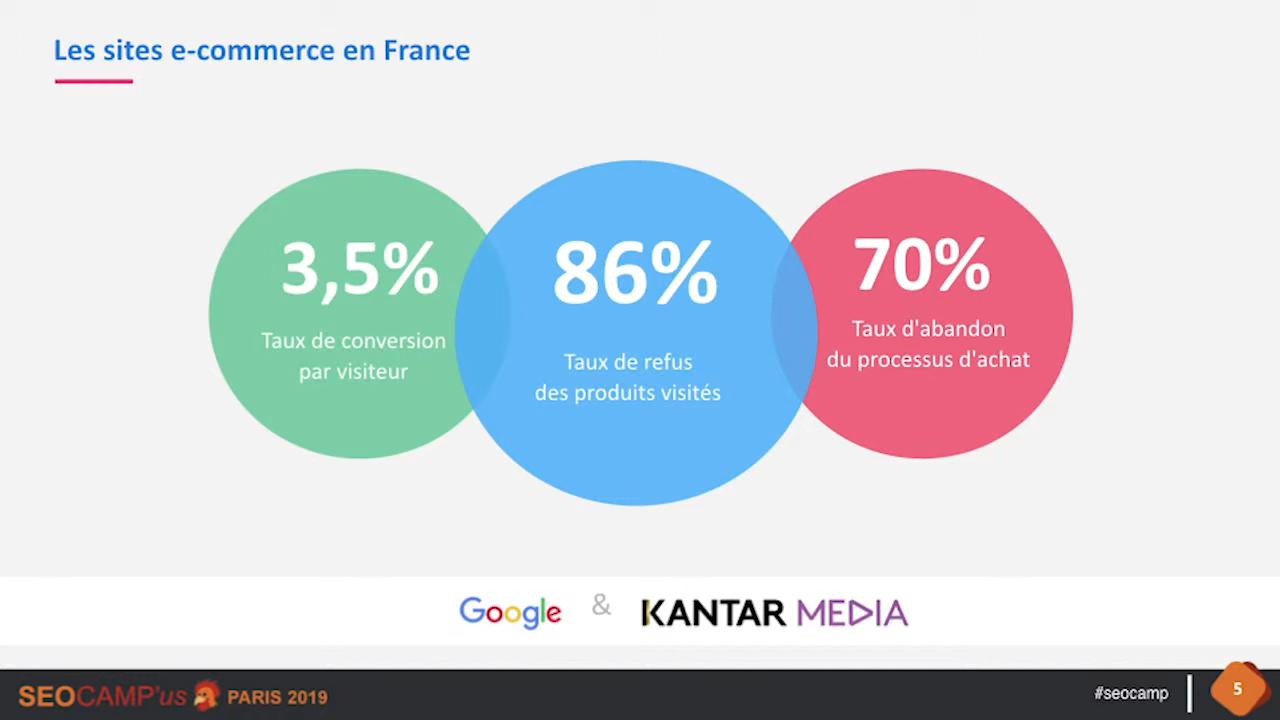 Les sites e-commerce en France
3,5%
Taux de conversion
par visiteur
86%
Taux de refus
des produits visités
70%
Taux d'abandon
du processus d'achat
Google & KANTAR MEDIA
SEOCAMP'us PARIS 2019
#seocamp
5